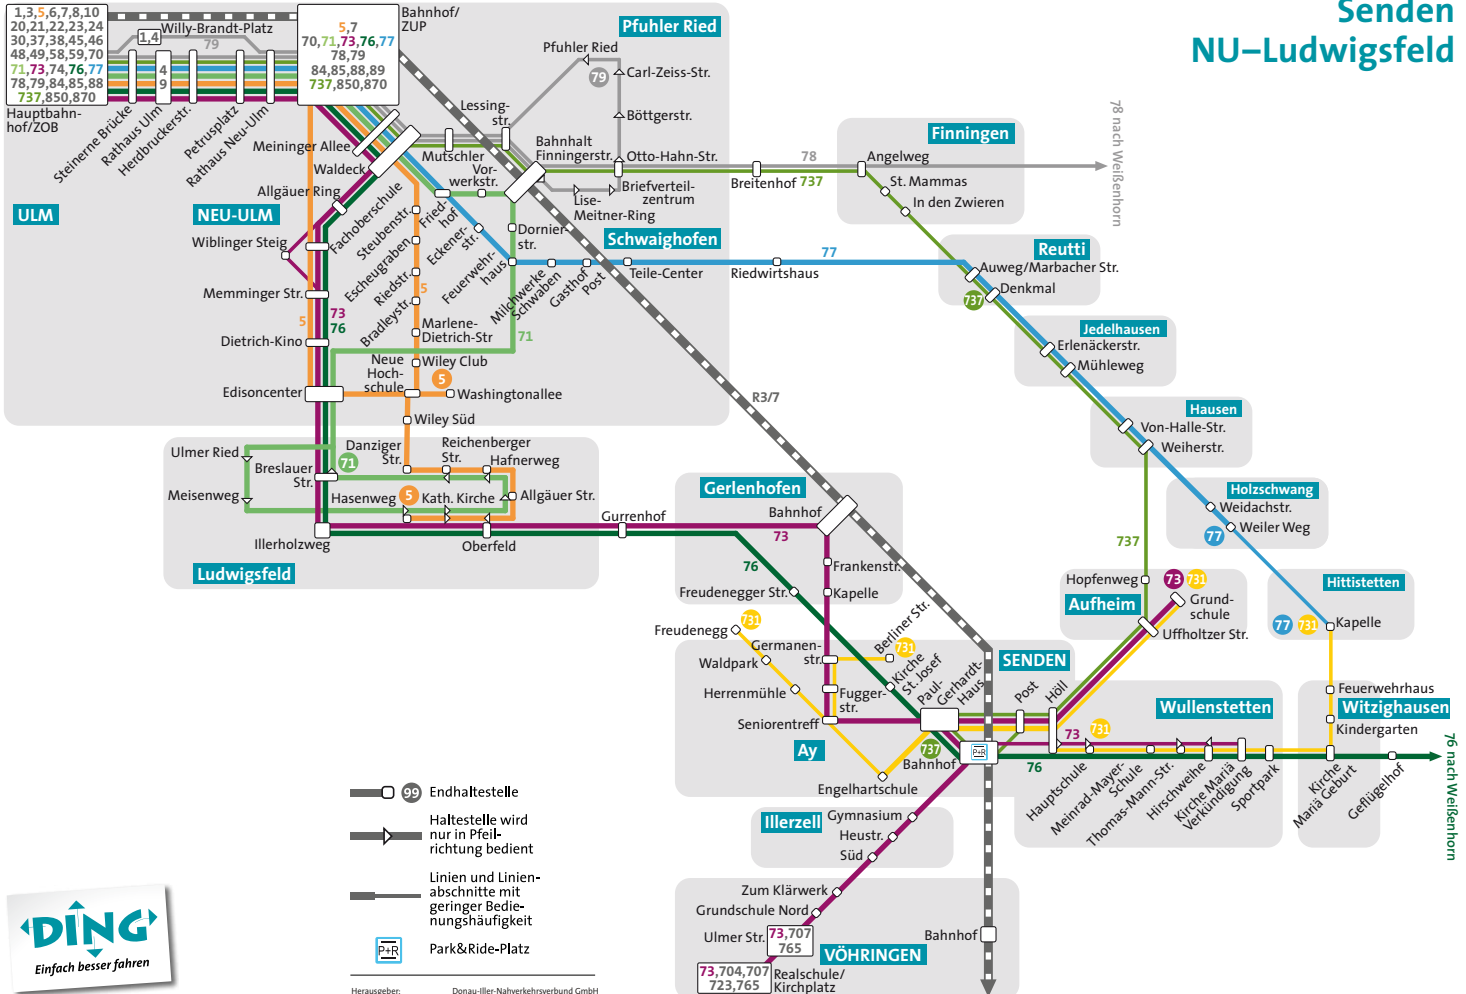 Senden
NU–Ludwigsfeld
1,3,5,6,7,8,10
20,21,22,23,24
30,37,38,45,46
48,49,58,59,70
71,73,74,76,77
78,79,84,85,88
737,850,870
Hauptbahn-
hof/ZOB
1,4
Willy-Brandt-Platz
79
4
9
5,7
70,71,73,76,77
78,79
84,85,88,89
737,850,870
Bahnhof/
ZUP
Steinerne Brücke
Rathaus Ulm
Herdbruckerstr.
Petrusplatz
Rathaus Neu-Ulm
ULM
NEU-ULM
Meininger Allee
Waldeck
Allgäuer Ring
Wiblinger Steig
Memminger Str.
5
73
76
Dietrich-Kino
Edisoncenter
Fachoberschule
Steubenstr.
Escheugraben
Riedstr.
Bradleystr.
5
Marlene-
Dietrich-Str
Wiley Club
Neue
Hoch-
schule
5
Washingtonallee
Wiley Süd
Mutschler
Vor-
werkstr.
Fried-
hof
Eckener-
str.
Feuerwehr-
haus
Lessing-
str.
Pfuhler Ried
Pfuhler Ried
79
Carl-Zeiss-Str.
Böttgerstr.
Bahnhalt
Finningerstr.
Otto-Hahn-Str.
Briefverteil-
zentrum
Lise-
Meitner-Ring
Dornier-
str.
Schwaighofen
Milchwerke
Schwaben
Gasthof
Post
Teile-Center
Riedwirtshaus
77
71
R3/7
Breitenhof
78
737
Finningen
Angelweg
St. Mammas
In den Zwieren
78 nach Weißenhorn
Reutti
Auweg/Marbacher Str.
Denkmal
737
Jedelhausen
Erlenäckerstr.
Mühleweg
Hausen
Von-Halle-Str.
Weiherstr.
Holzschwang
Weidachstr.
Weiler Weg
77
737
Hittistetten
77
731
Kapelle
Hopfenweg
73
731
Aufheim
Grund-
schule
Uffholtzer Str.
Ulmer Ried
Meisenweg
Breslauer
Str.
71
Danziger
Str.
Reichenberger
Str.
Hafnerweg
Hasenweg
5
Kath. Kirche
Allgäuer Str.
Illerholzweg
Oberfeld
Ludwigsfeld
Gurrenhof
Gerlenhofen
Bahnhof
73
76
Frankenstr.
Kapelle
Freudenegger Str.
Freudenegg
731
Waldpark
Herrenmühle
Germanen-
str.
Berliner Str.
731
Fugger-
str.
Seniorentreff
Kirche
St. Josef
Paul-
Gerhardt-
Haus
SENDEN
Post
Höll
Ay
737
Bahnhof
P+R
Engelhartschule
76
73
731
Wullenstetten
Hauptschule
Meinrad-Mayer-
Schule
Thomas-Mann-Str.
Hirschweihe
Kirche Mariä
Verkündigung
Sportpark
Feuerwehrhaus
Witzighausen
Kindergarten
Kirche
Mariä Geburt
Geflügelhof
76 nach Weißenhorn
Illerzell
Gymnasium
Heustr.
Süd
Zum Klärwerk
Grundschule Nord
Ulmer Str.
73,707
765
VÖHRINGEN
73,704,707
723,765
Realschule/
Kirchplatz
Bahnhof
99
Endhaltestelle
Haltestelle wird
nur in Pfeil-
richtung bedient
Linien und Linien-
abschnitte mit
geringer Bedie-
nungshäufigkeit
P+R
Park&Ride-Platz
DING
Einfach besser fahren
Herausgeber:
Donau-Iller-Nahverkehrsverbund GmbH